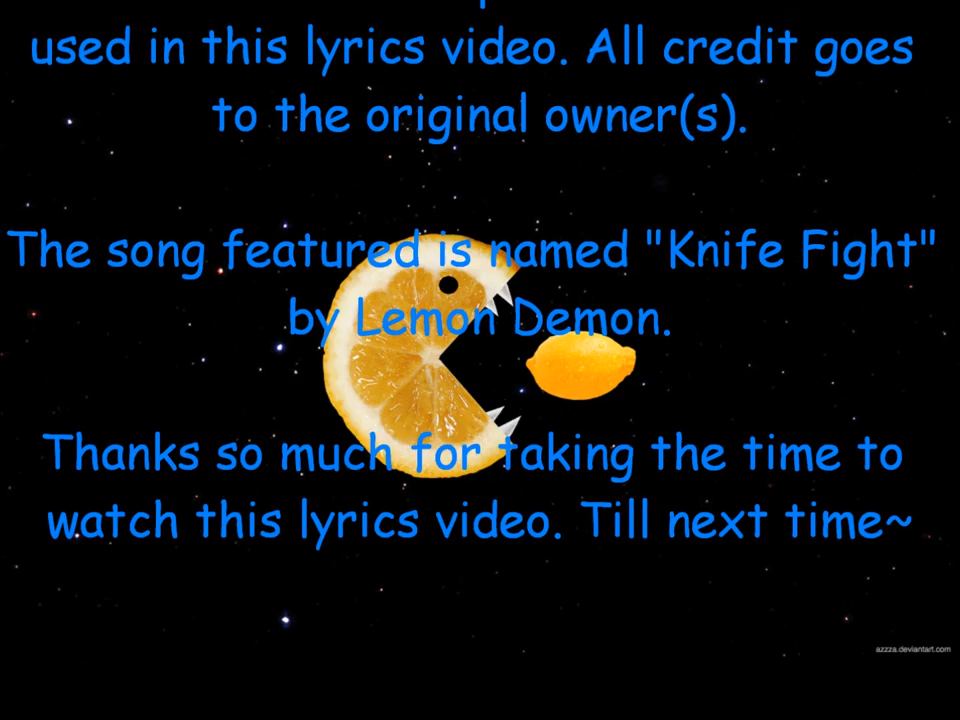 used in this lyrics video. All credit goes
to the original owner(s).
The song featured is named "Knife Fight"
by Lemon Demon.
Thanks so much for taking the time to
watch this lyrics video. Till next time~
azzza.deviantart.com